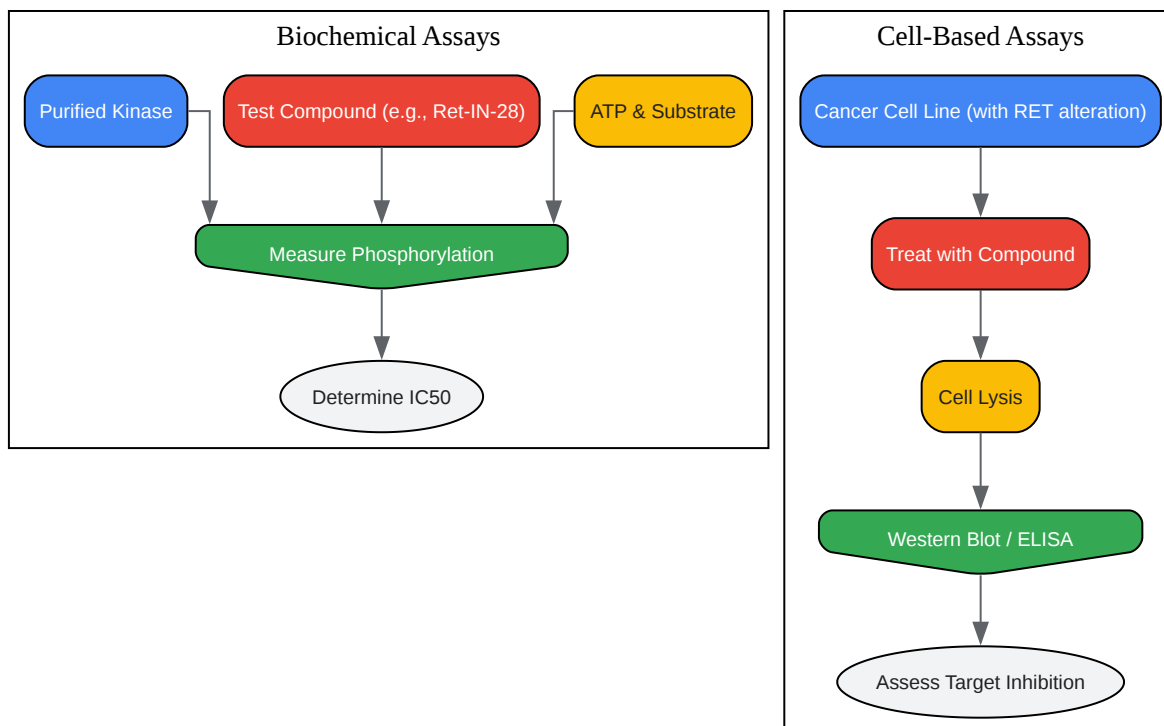 Biochemical Assays
Purified Kinase
Test Compound (e.g., Ret-IN-28)
ATP & Substrate
Measure Phosphorylation
Determine IC50
Cell-Based Assays
Cancer Cell Line (with RET alteration)
Treat with Compound
Cell Lysis
Western Blot / ELISA
Assess Target Inhibition